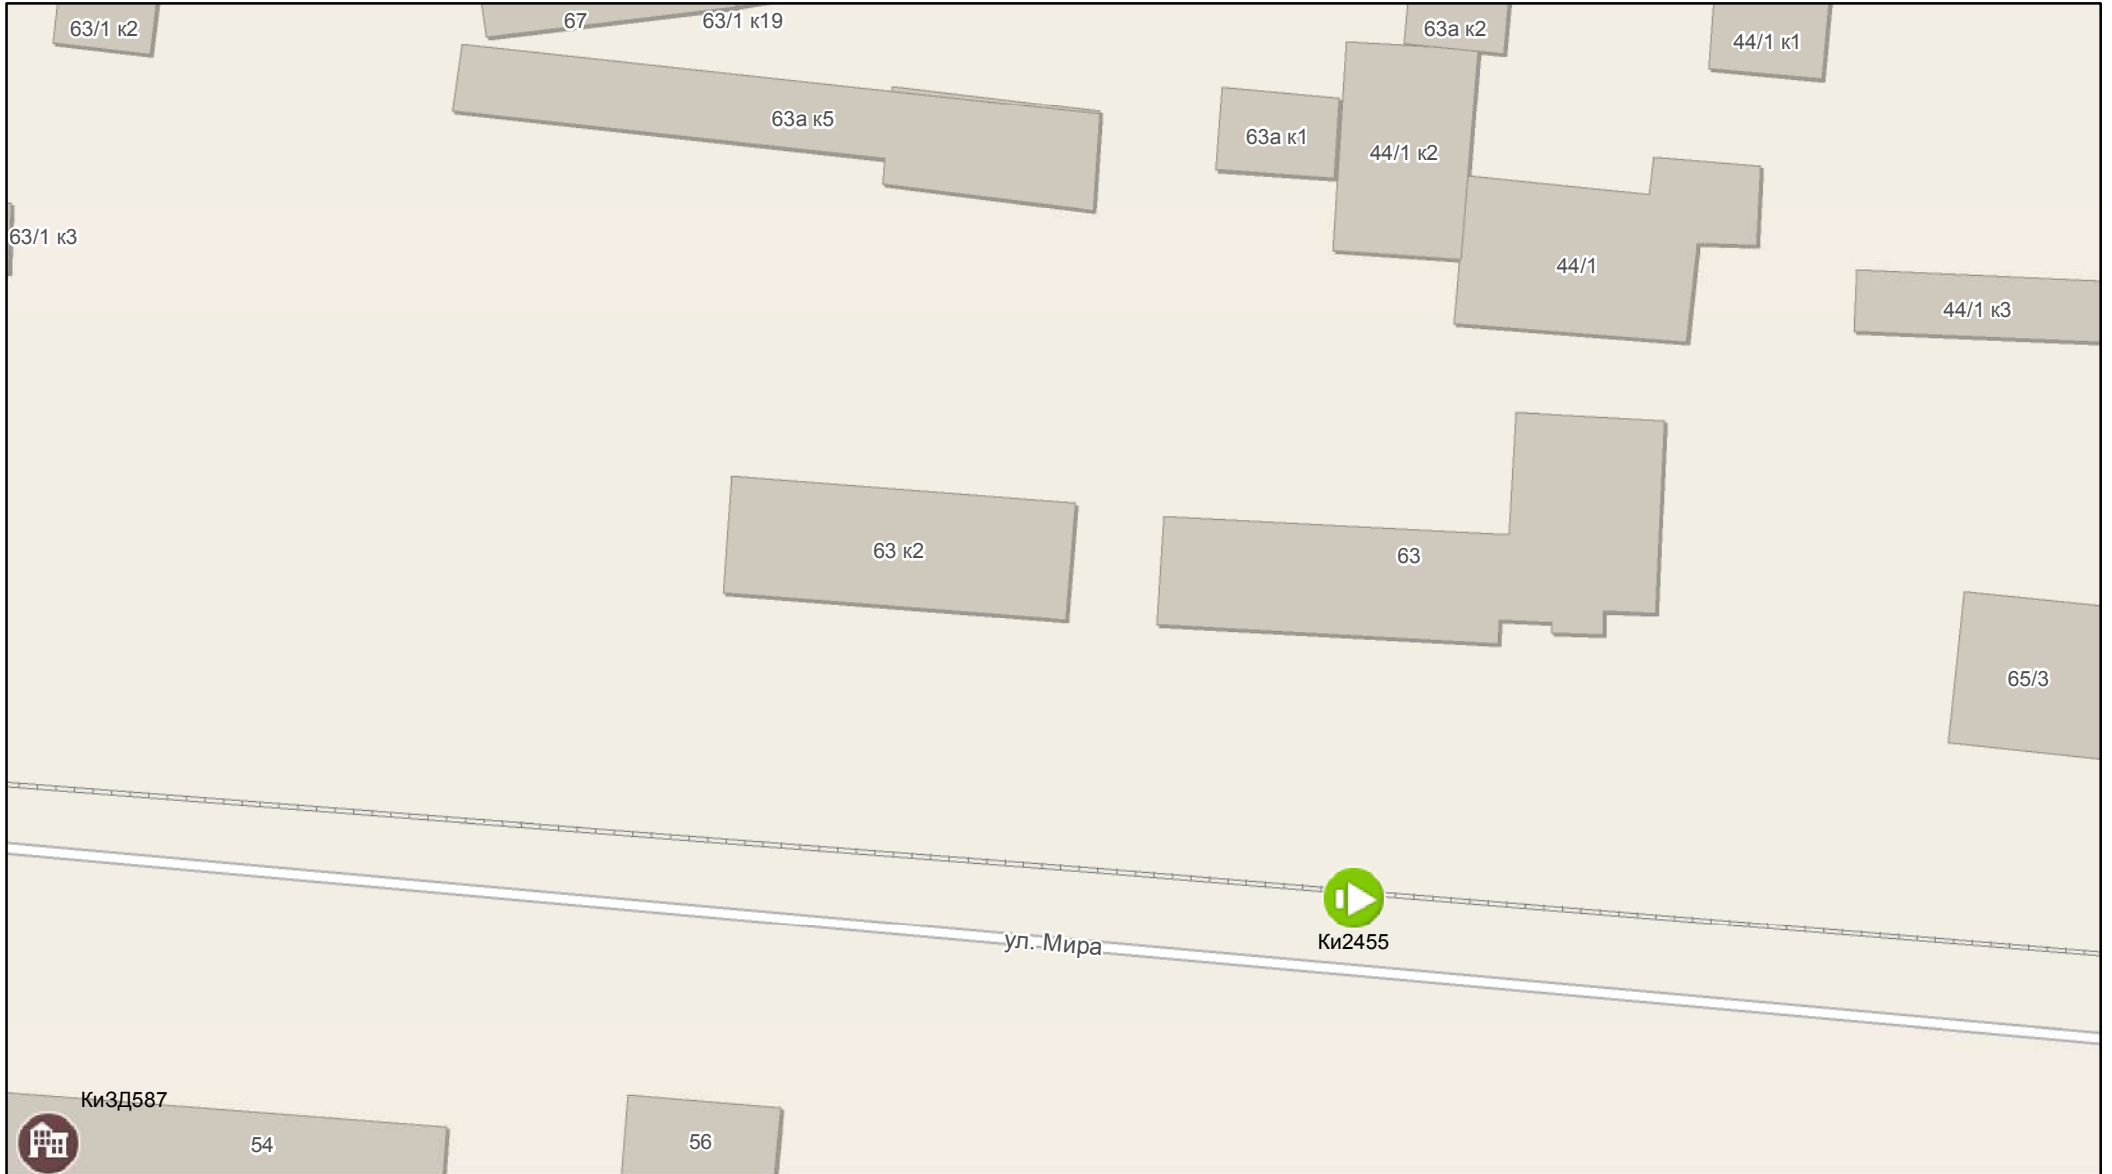 63/1 к2
67
63/1 к19
63а к2
44/1 к1
63а к5
63а к1
44/1 к2
63/1 к3
44/1
44/1 к3
63 к2
63
65/3
ул. Мира
Ки2455
КиЗД587
54
56